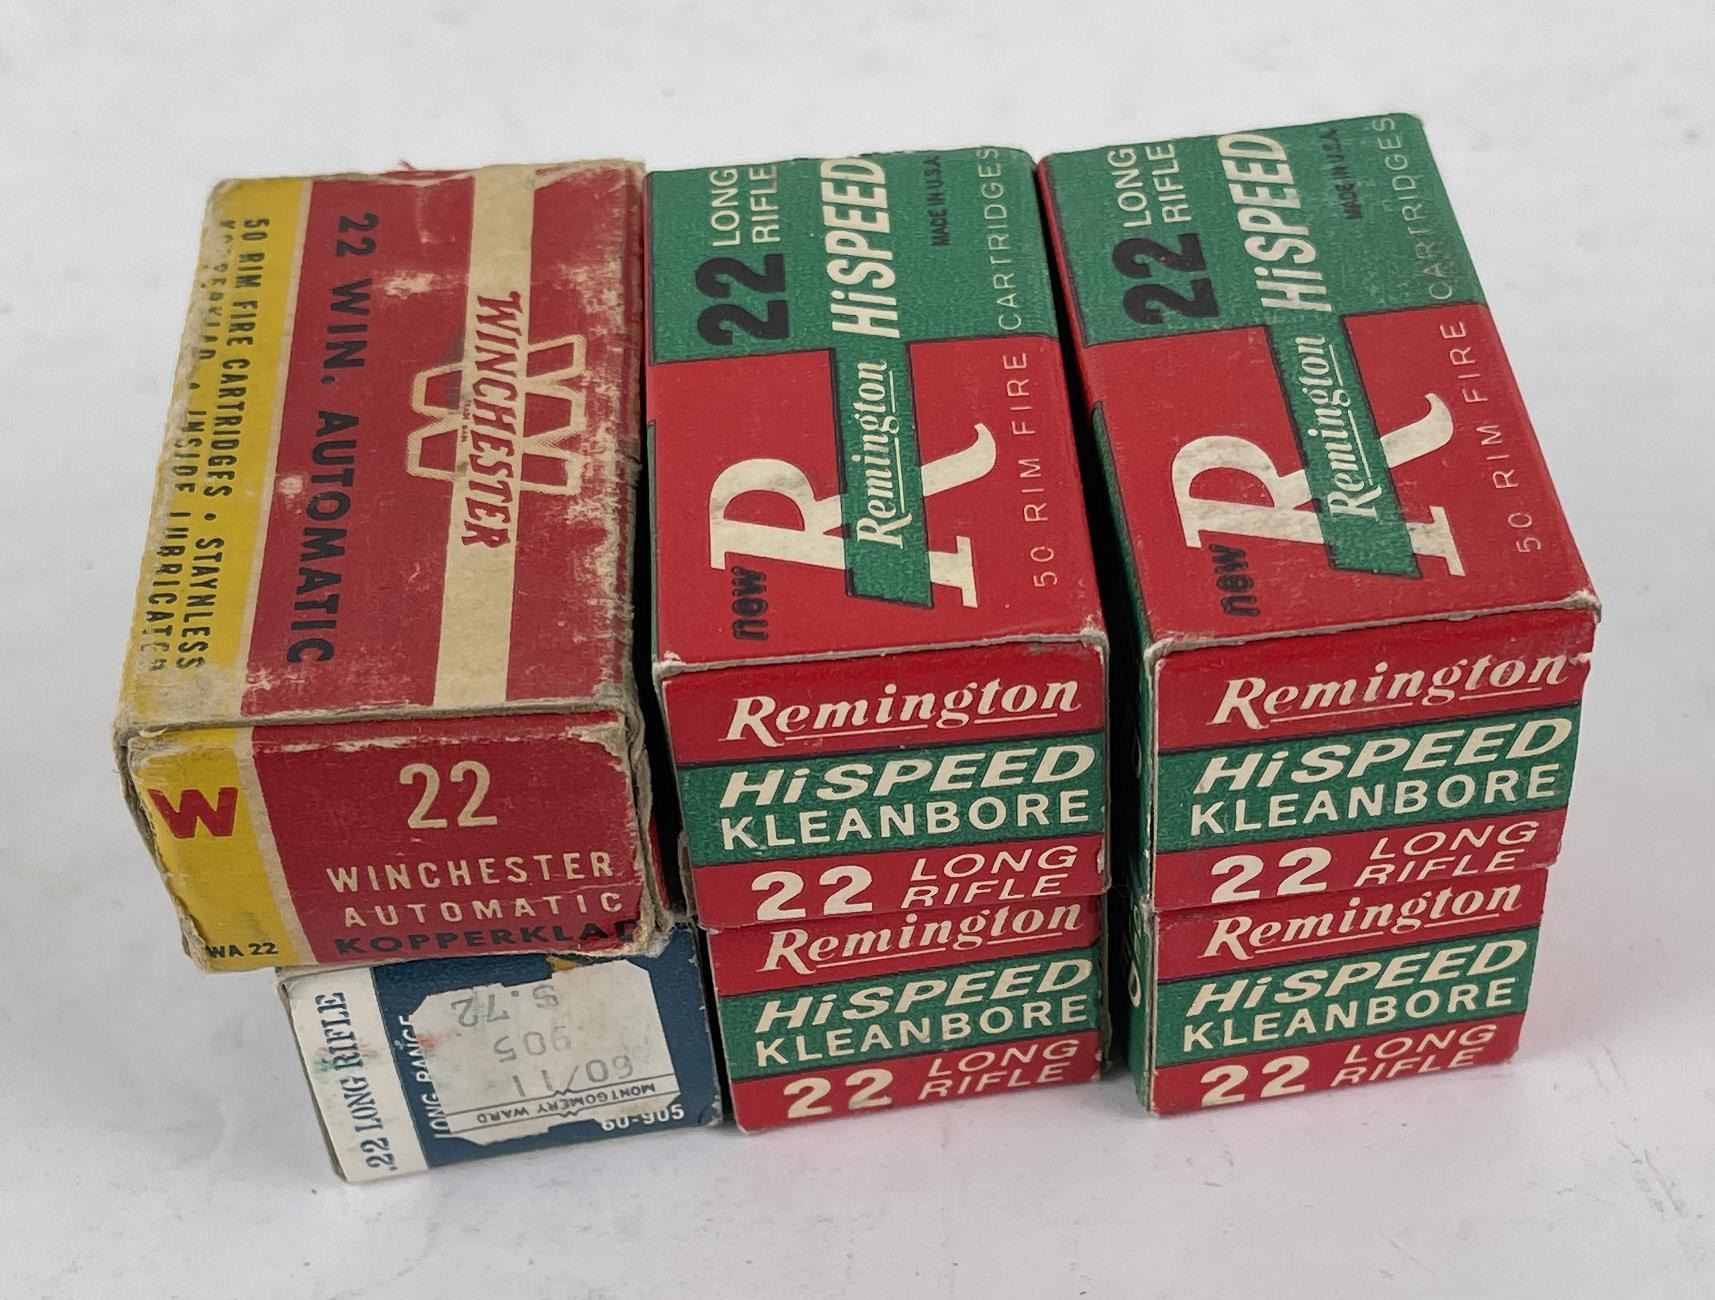 50 RIM FIRE CARTRIDGES • STAYNLESS
KOPPERKLAD • INSIDE LUBRICATED
22 WIN. AUTOMATIC
WINCHESTER
W
W
22
WINCHESTER
AUTOMATIC
KOPPERKLAD
WA 22
.22 LONG RIFLE
LONG RANGE
60-905
MONTGOMERY WARD
60/11
905
5.72
22 LONG
RIFLE
HiSPEED
MADE IN U.S.A.
CARTRIDGES
new
R
Remington
50 RIM FIRE
Remington
HiSPEED
KLEANBORE
22 LONG
RIFLE
Remington
HiSPEED
KLEANBORE
22 LONG
RIFLE
22 LONG
RIFLE
HiSPEED
MADE IN U.S.A.
CARTRIDGES
new
R
Remington
50 RIM FIRE
Remington
HiSPEED
KLEANBORE
22 LONG
RIFLE
Remington
HiSPEED
KLEANBORE
22 LONG
RIFLE